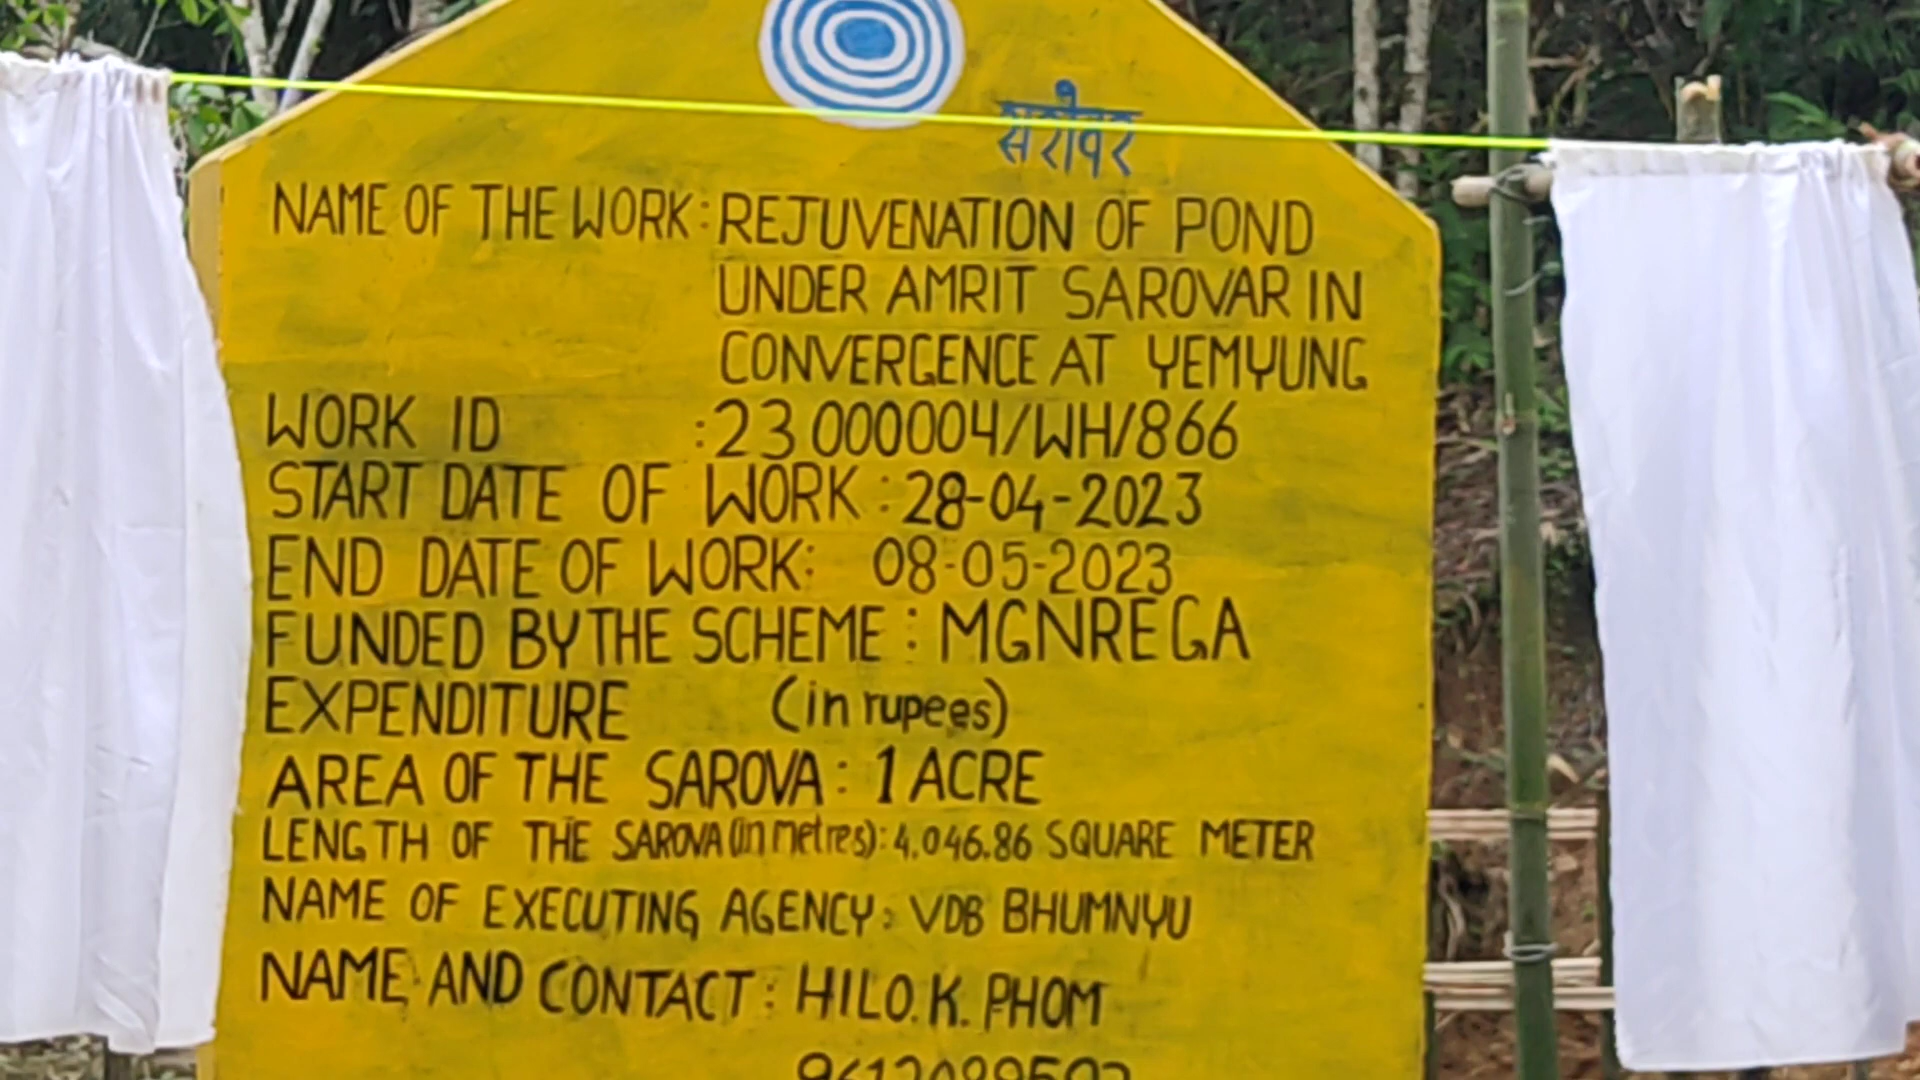 सरोवर
NAME OF THE WORK: REJUVENATION OF POND
UNDER AMRIT SAROVAR IN
CONVERGENCE AT YEMYUNG
WORK ID : 23 000004/WH/866
START DATE OF WORK : 28-04-2023
END DATE OF WORK: 08-05-2023
FUNDED BY THE SCHEME : MGNREGA
EXPENDITURE (in rupees)
AREA OF THE SAROVA : 1 ACRE
LENGTH OF THE SAROVA (in metres): 4.046.86 SQUARE METER
NAME OF EXECUTING AGENCY: VDB BHUMNYU
NAME AND CONTACT : HILO. K. PHOM